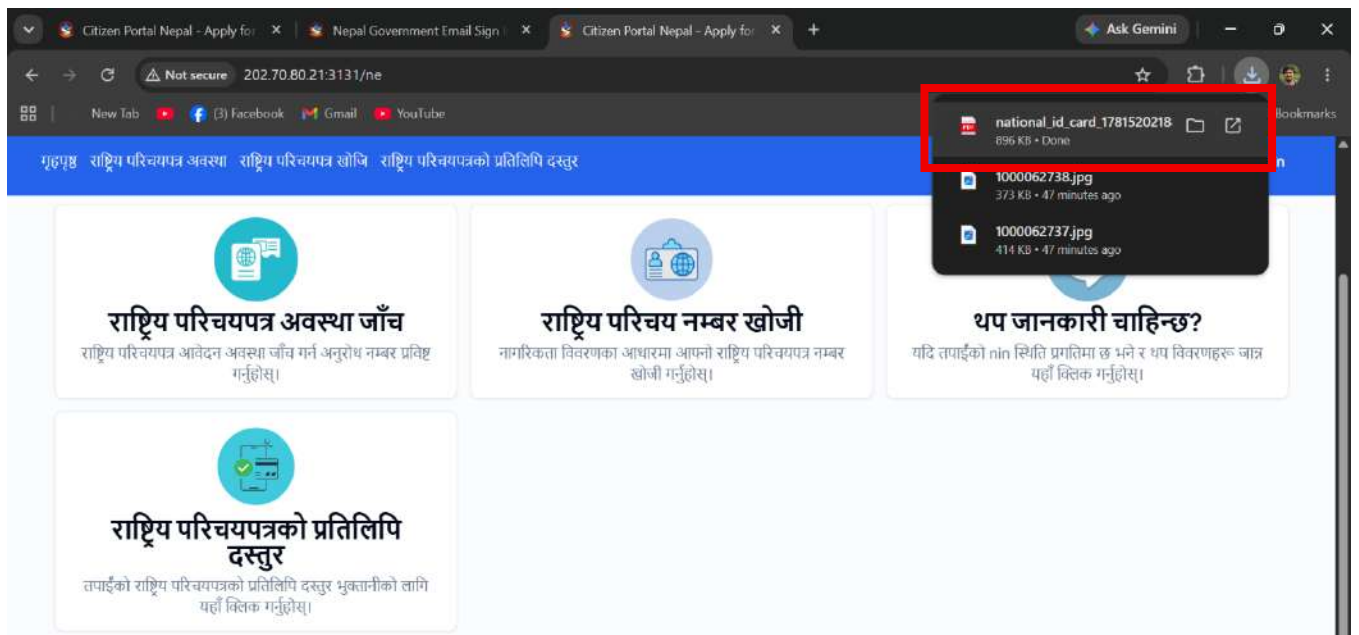 Citizen Portal Nepal - Apply for
Nepal Government Email Sign
Citizen Portal Nepal - Apply for
Ask Gemini
Not secure
202.70.80.21:3131/ne
New Tab
(3) Facebook
Gmail
YouTube
Bookmarks
national_id_card_1781520218
896 KB • Done
1000062738.jpg
373 KB • 47 minutes ago
1000062737.jpg
414 KB • 47 minutes ago
गृहपृष्ठ राष्ट्रिय परिचयपत्र अवस्था राष्ट्रिय परिचयपत्र खोजि राष्ट्रिय परिचयपत्रको प्रतिलिपि दस्तुर
राष्ट्रिय परिचयपत्र अवस्था जाँच
राष्ट्रिय परिचयपत्र आवेदन अवस्था जाँच गर्न अनुरोध नम्बर प्रविष्ट
गर्नुहोस्।
राष्ट्रिय परिचय नम्बर खोजी
नागरिकता विवरणका आधारमा आफ्नो राष्ट्रिय परिचयपत्र नम्बर
खोजी गर्नुहोस्।
थप जानकारी चाहिन्छ?
यदि तपाईंको nin स्थिति प्रगतिमा छ भने र थप विवरणहरू जान्न
यहाँ क्लिक गर्नुहोस्।
राष्ट्रिय परिचयपत्रको प्रतिलिपि
दस्तुर
तपाईंको राष्ट्रिय परिचयपत्रको प्रतिलिपि दस्तुर भुक्तानीको लागि
यहाँ क्लिक गर्नुहोस्।